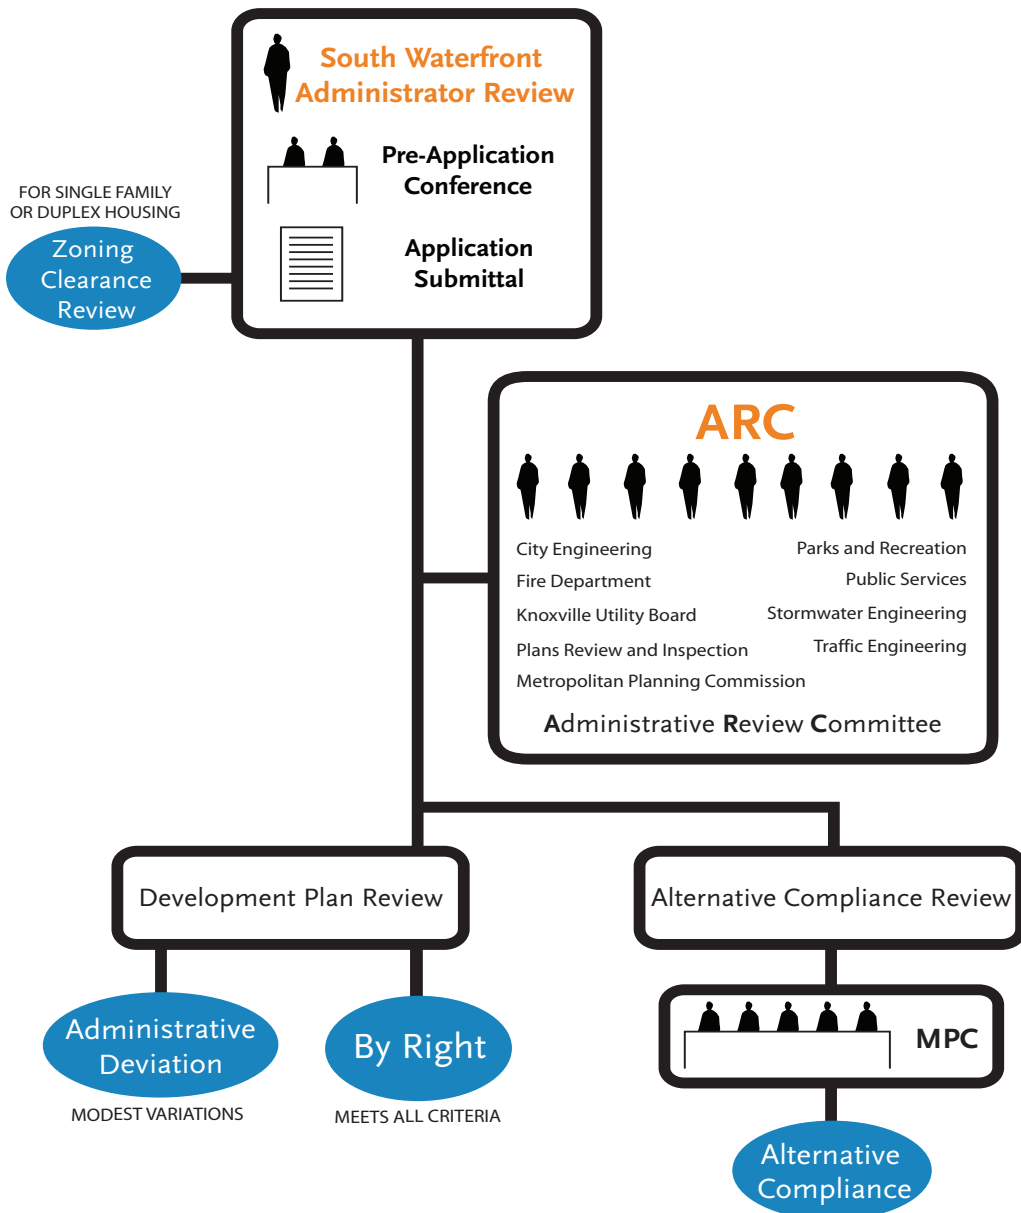 South Waterfront
Administrator Review
Pre-Application
Conference
Application
Submittal
FOR SINGLE FAMILY
OR DUPLEX HOUSING
Zoning
Clearance
Review
ARC
City Engineering
Fire Department
Knoxville Utility Board
Plans Review and Inspection
Metropolitan Planning Commission
Parks and Recreation
Public Services
Stormwater Engineering
Traffic Engineering
Administrative Review Committee
Development Plan Review
Alternative Compliance Review
Administrative
Deviation
MODEST VARIATIONS
By Right
MEETS ALL CRITERIA
MPC
Alternative
Compliance